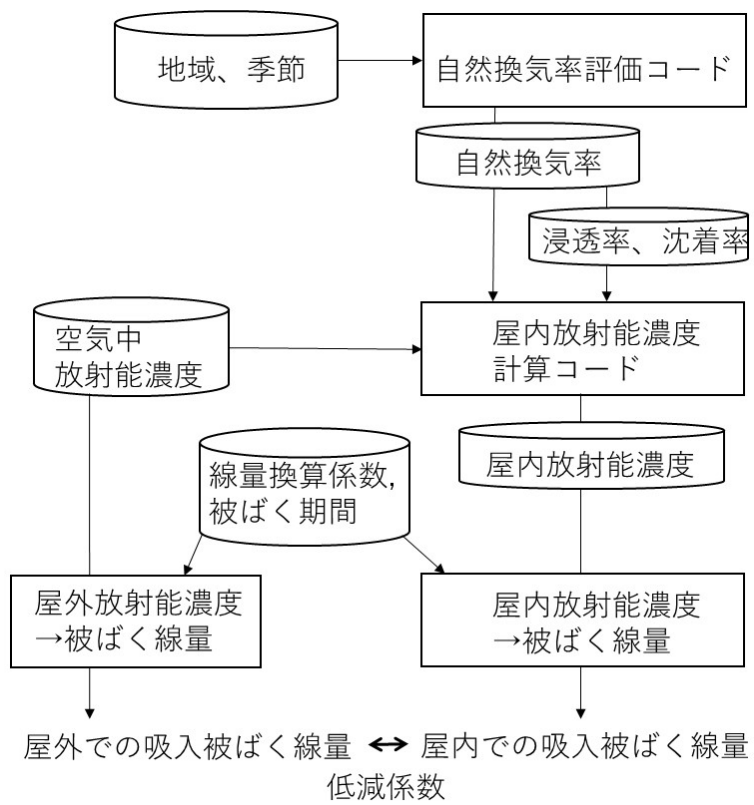 地域、季節
自然換気率評価コード
自然換気率
浸透率、沈着率
空気中
放射能濃度
屋内放射能濃度
計算コード
屋内放射能濃度
線量換算係数,
被ばく期間
屋外放射能濃度
→被ばく線量
屋内放射能濃度
→被ばく線量
屋外での吸入被ばく線量 ↔ 屋内での吸入被ばく線量
低減係数